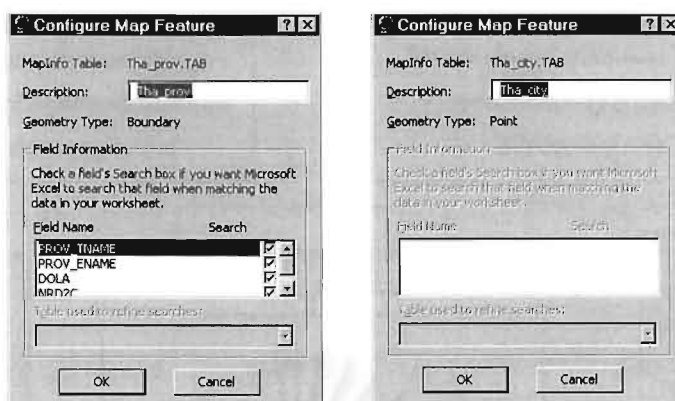 Configure Map Feature
MapInfo Table: Tha_prov.TAB
Description: Tha_prov
Geometry Type: Boundary
Field Information
Check a field's Search box if you want Microsoft
Excel to search that field when matching the
data in your worksheet.
Field Name Search
PROV_TNAME
PROV_ENAME
DOLA
NRD2C
Table used to refine searches:
OK Cancel
Configure Map Feature
MapInfo Table: Tha_city.TAB
Description: Tha_city
Geometry Type: Point
Field Information
Check a field's Search box if you want Microsoft
Excel to search that field when matching the
data in your worksheet.
Field Name Search
Table used to refine searches:
OK Cancel